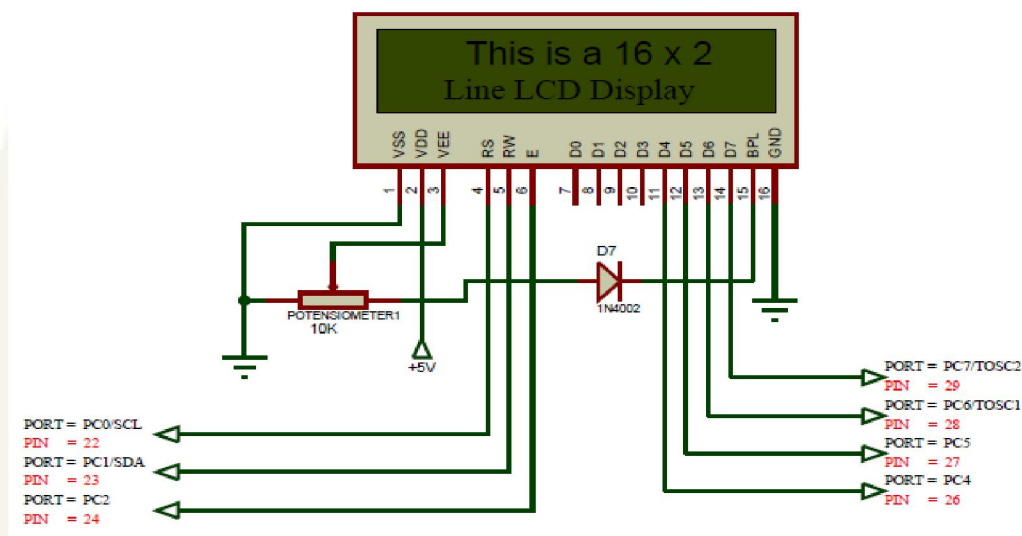 This is a 16 x 2
Line LCD Display
VSS
VDD
VEE
RS
RW
E
D0
D1
D2
D3
D4
D5
D6
D7
BPL
GND
1
2
3
4
5
6
7
8
9
10
11
12
13
14
15
16
D7
1N4002
POTENSIOMETER1
10K
+5V
PORT = PC0/SCL
PIN = 22
PORT = PC1/SDA
PIN = 23
PORT = PC2
PIN = 24
PORT = PC7/TOSC2
PIN = 29
PORT = PC6/TOSC1
PIN = 28
PORT = PC5
PIN = 27
PORT = PC4
PIN = 26